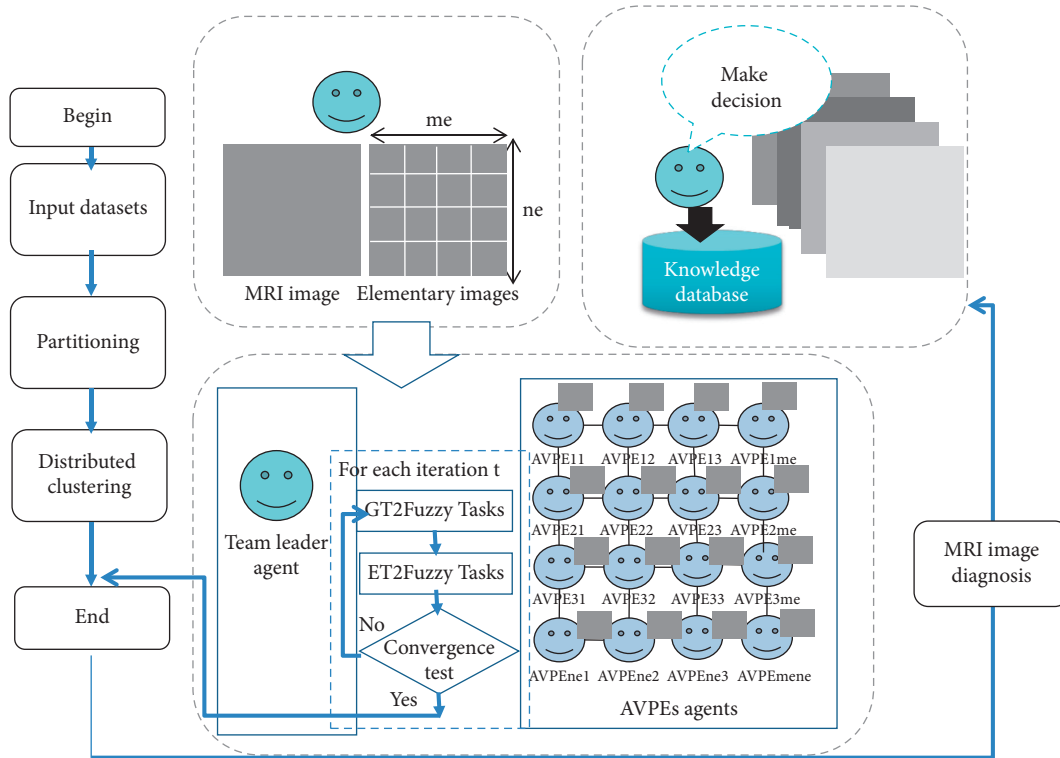 Begin
Input datasets
Partitioning
Distributed
clustering
End
me
ne
MRI image
Elementary images
Make
decision
Knowledge
database
Team leader
agent
For each iteration t
GT2Fuzzy Tasks
ET2Fuzzy Tasks
No
Convergence
test
Yes
AVPE11 AVPE12 AVPE13 AVPE1me
AVPE21 AVPE22 AVPE23 AVPE2me
AVPE31 AVPE32 AVPE33 AVPE3me
AVPEne1 AVPEne2 AVPEne3 AVPEmene
AVPEs agents
MRI image
diagnosis